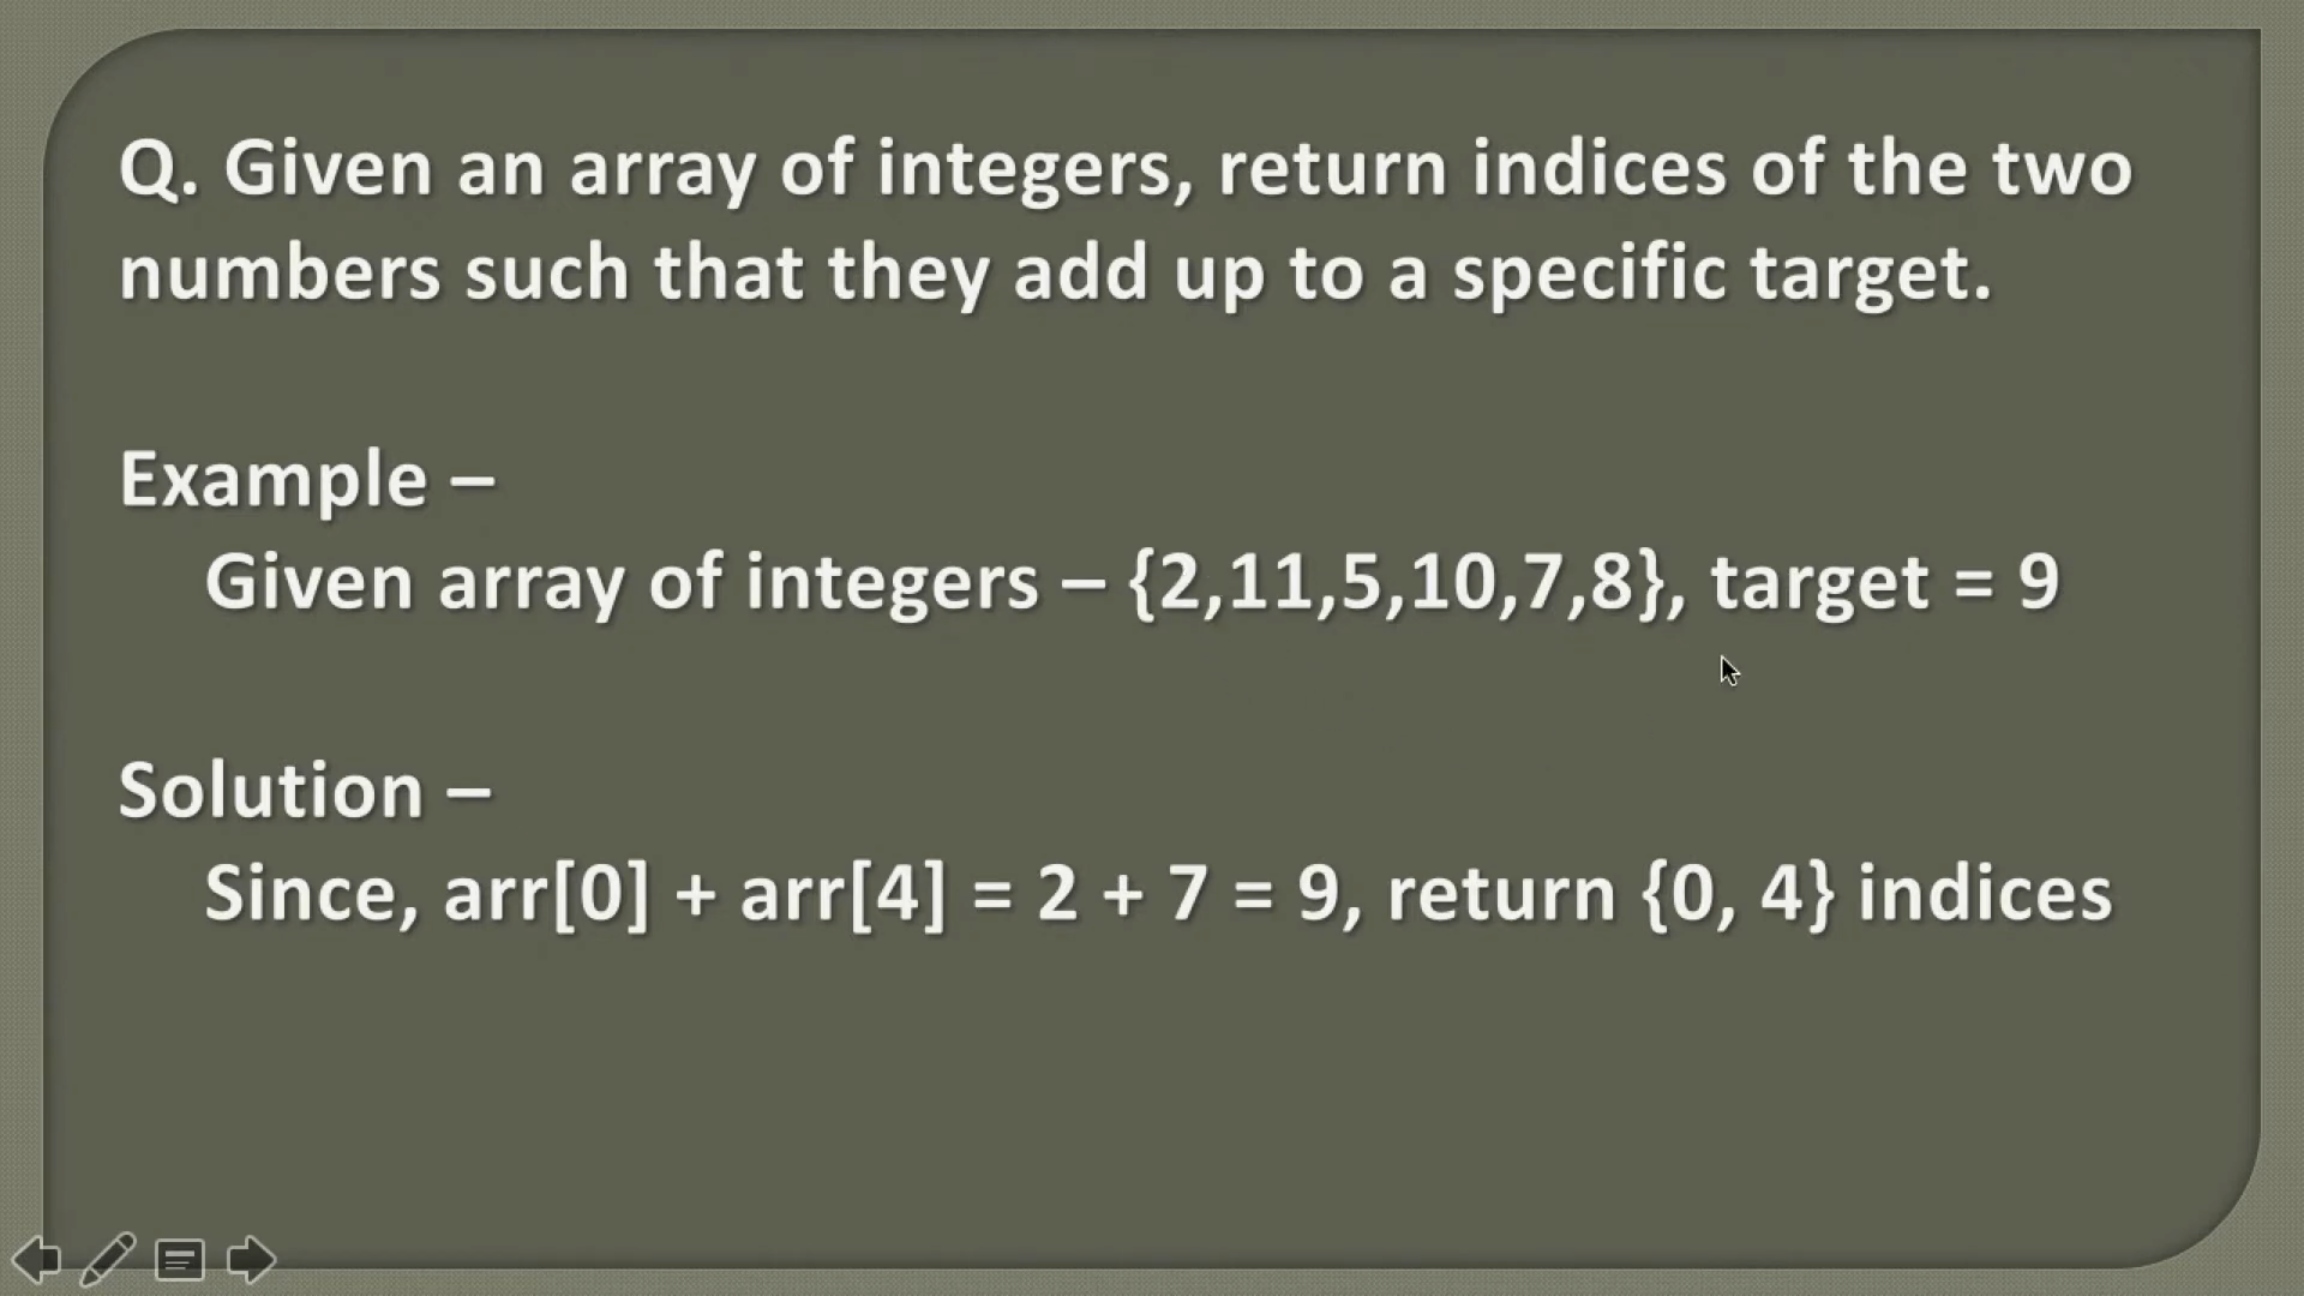 Q. Given an array of integers, return indices of the two
numbers such that they add up to a specific target.
Example –
Given array of integers – {2,11,5,10,7,8}, target = 9
Solution –
Since, arr[0] + arr[4] = 2 + 7 = 9, return {0, 4} indices